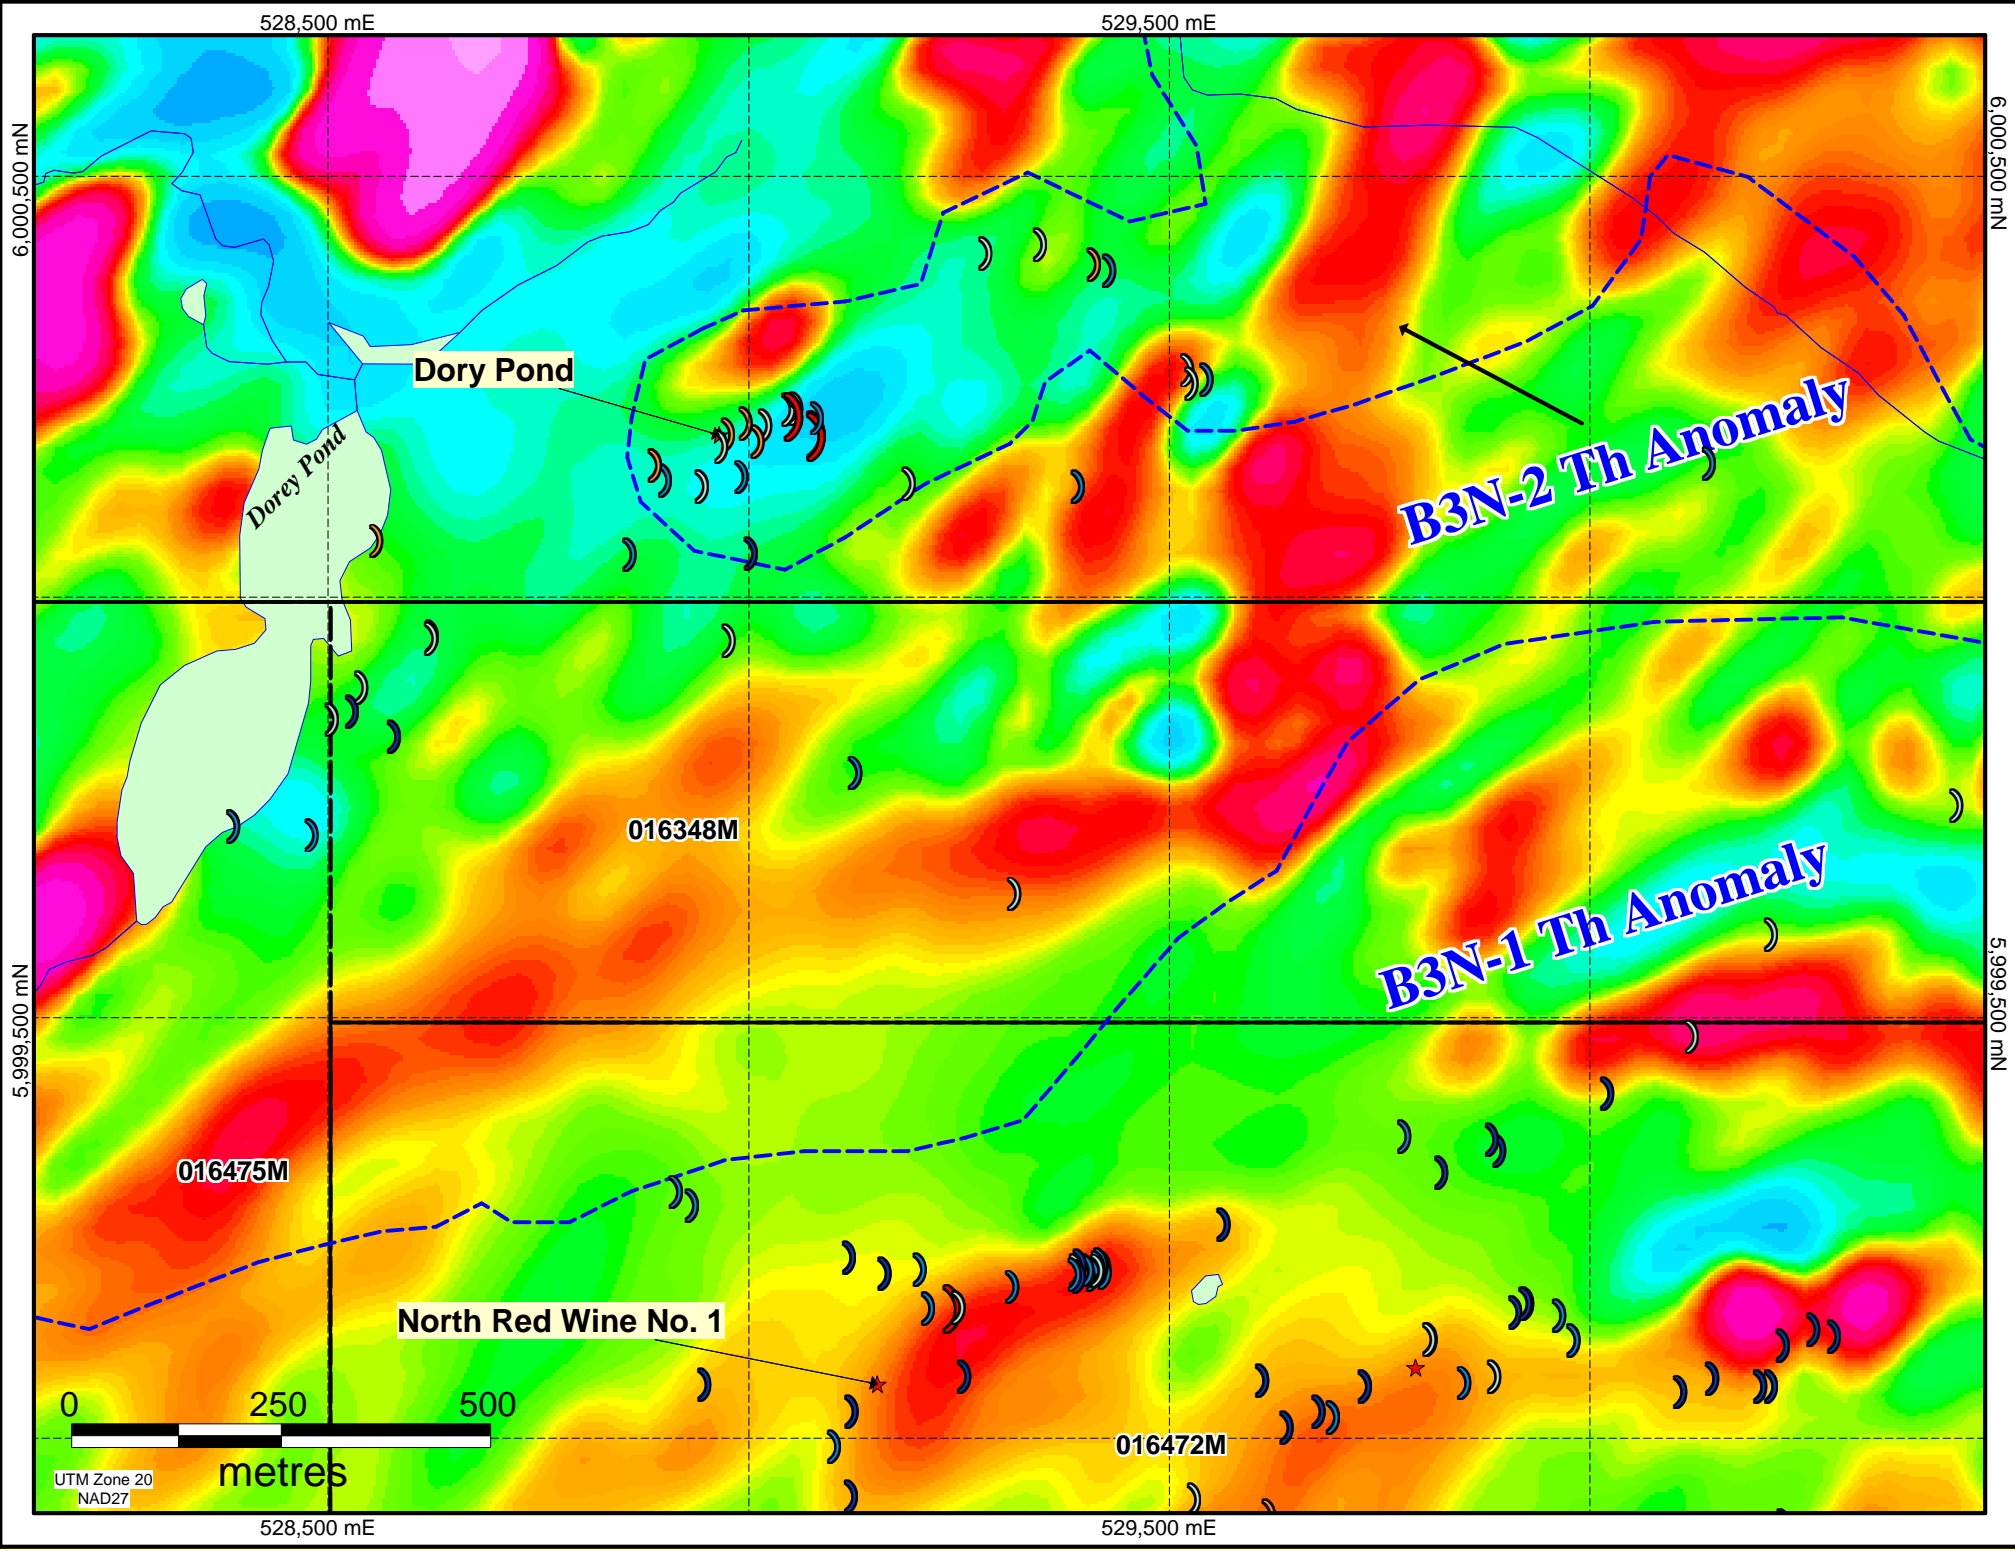 528,500 mE
529,500 mE
6,000,500 mN
6,000,500 mN
Dory Pond
Dorey Pond
B3N-2 Th Anomaly
016348M
B3N-1 Th Anomaly
5,999,500 mN
5,999,500 mN
016475M
North Red Wine No. 1
0 250 500
metres
016472M
UTM Zone 20
NAD27
528,500 mE
529,500 mE